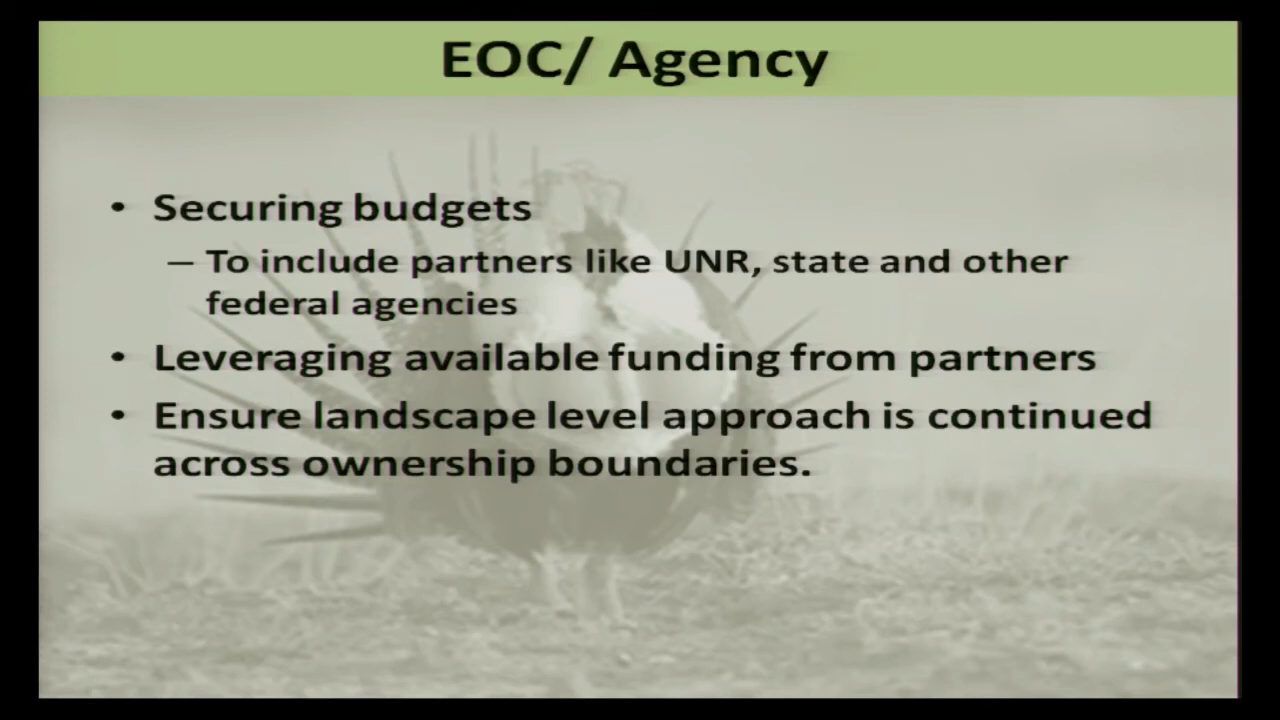 EOC/ Agency
• Securing budgets
– To include partners like UNR, state and other
federal agencies
• Leveraging available funding from partners
• Ensure landscape level approach is continued
across ownership boundaries.